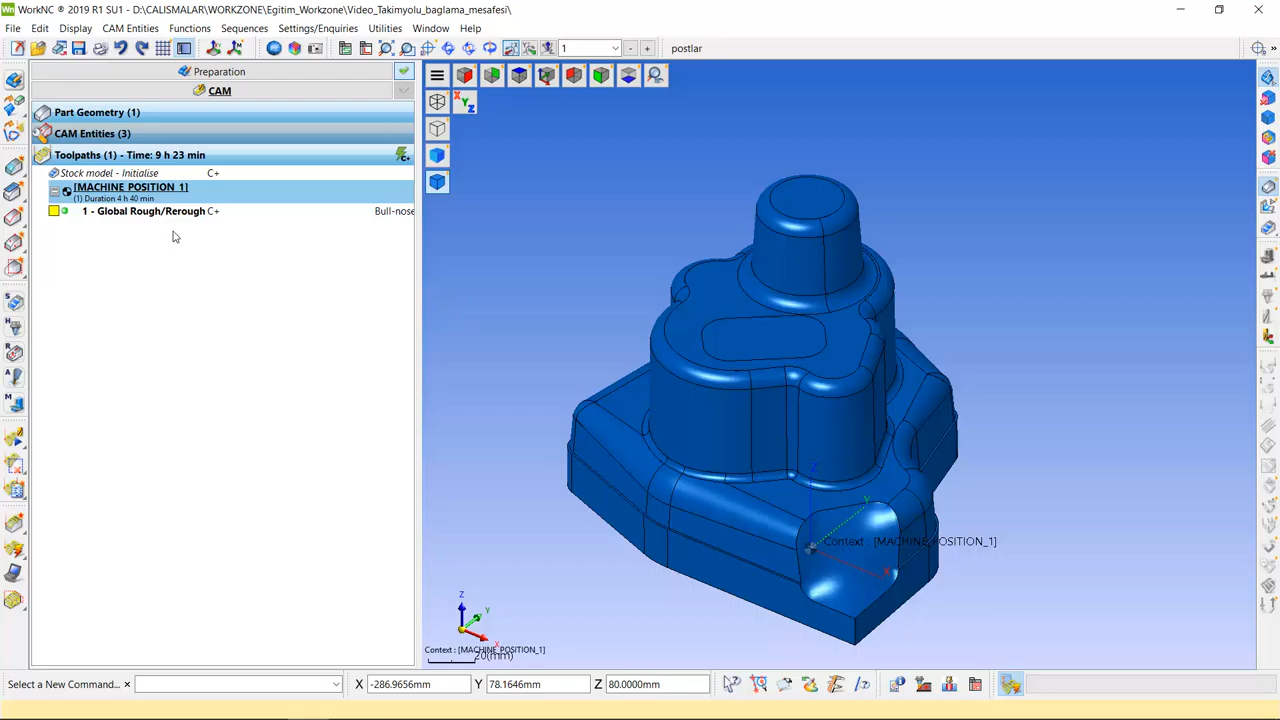 Wn WorkNC ® 2019 R1 SU1 - D:\CALISMALAR\WORKZONE\Egitim_Workzone\Video_Takimyolu_baglama_mesafesi\
File Edit Display CAM Entities Functions Sequences Settings/Enquiries Utilities Window Help
1 - + postlar »
Preparation
CAM
Part Geometry (1)
CAM Entities (3)
Toolpaths (1) - Time: 9 h 23 min C+
Stock model - Initialise C+
[MACHINE_POSITION_1]
(1) Duration 4 h 40 min
1 - Global Rough/Rerough C+ Bull-nose
X Y Z
Z
Y
Context : [MACHINE_POSITION_1]
X
Z
Y
X
Context : [MACHINE_POSITION_1]
20(mm)
Select a New Command... X -286.9656mm Y 78.1646mm Z 80.0000mm